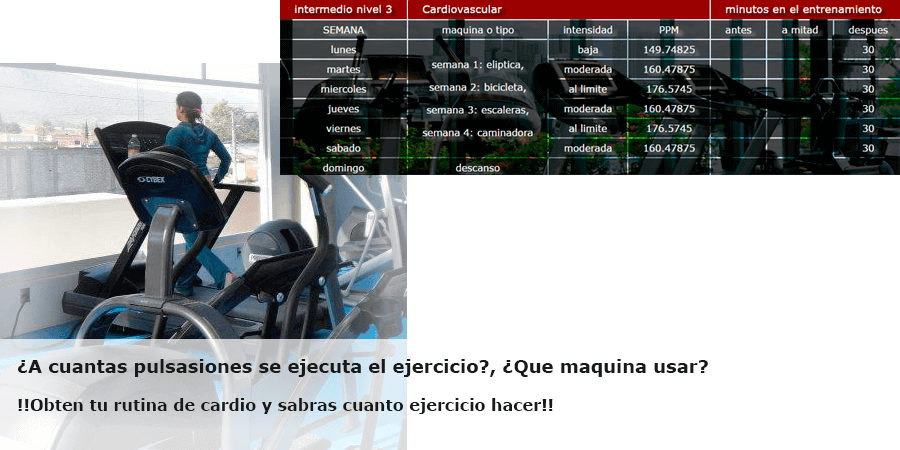 intermedio nivel 3 Cardiovascular minutos en el entrenamiento
SEMANA maquina o tipo intensidad PPM antes a mitad despues
lunes baja 149.74825 30
semana 1: eliptica,
martes moderada 160.47875 30
semana 2: bicicleta,
miercoles al limite 176.5745 30
semana 3: escaleras,
jueves moderada 160.47875 30
semana 4: caminadora
viernes al limite 176.5745 30
sabado moderada 160.47875 30
domingo descanso
CYBEX
¿A cuantas pulsasiones se ejecuta el ejercicio?, ¿Que maquina usar?
!!Obten tu rutina de cardio y sabras cuanto ejercicio hacer!!